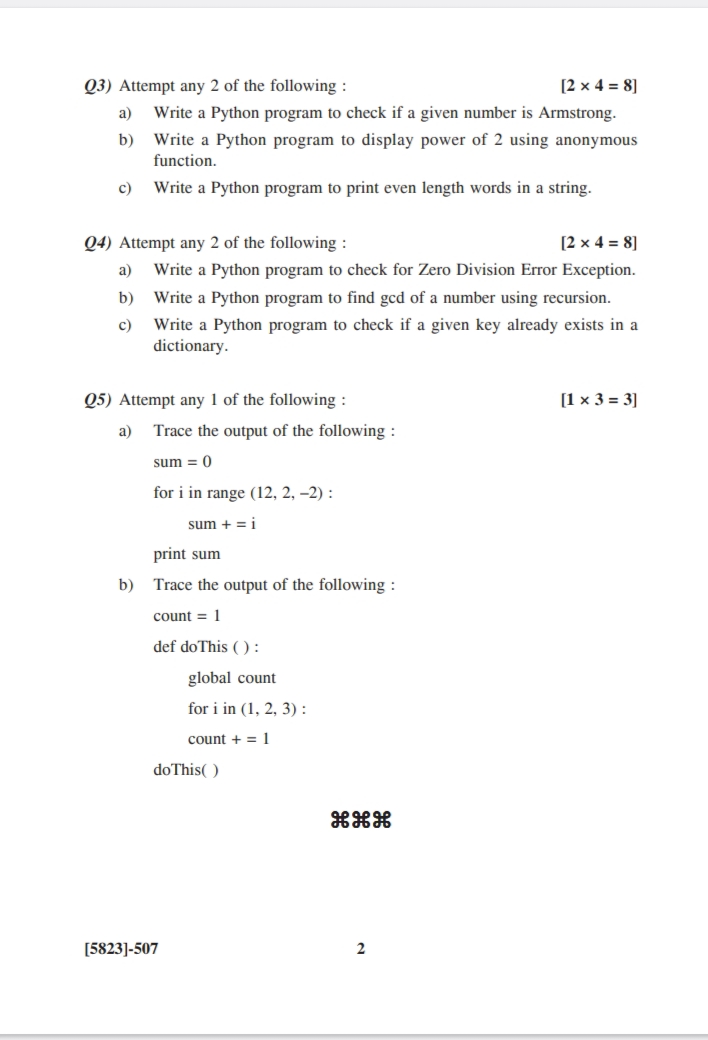 Q3) Attempt any 2 of the following : [2 × 4 = 8]
a) Write a Python program to check if a given number is Armstrong.
b) Write a Python program to display power of 2 using anonymous
function.
c) Write a Python program to print even length words in a string.
Q4) Attempt any 2 of the following : [2 × 4 = 8]
a) Write a Python program to check for Zero Division Error Exception.
b) Write a Python program to find gcd of a number using recursion.
c) Write a Python program to check if a given key already exists in a
dictionary.
Q5) Attempt any 1 of the following : [1 × 3 = 3]
a) Trace the output of the following :
sum = 0
for i in range (12, 2, –2) :
sum + = i
print sum
b) Trace the output of the following :
count = 1
def doThis ( ) :
global count
for i in (1, 2, 3) :
count + = 1
doThis( )
⌘⌘⌘
[5823]-507 2